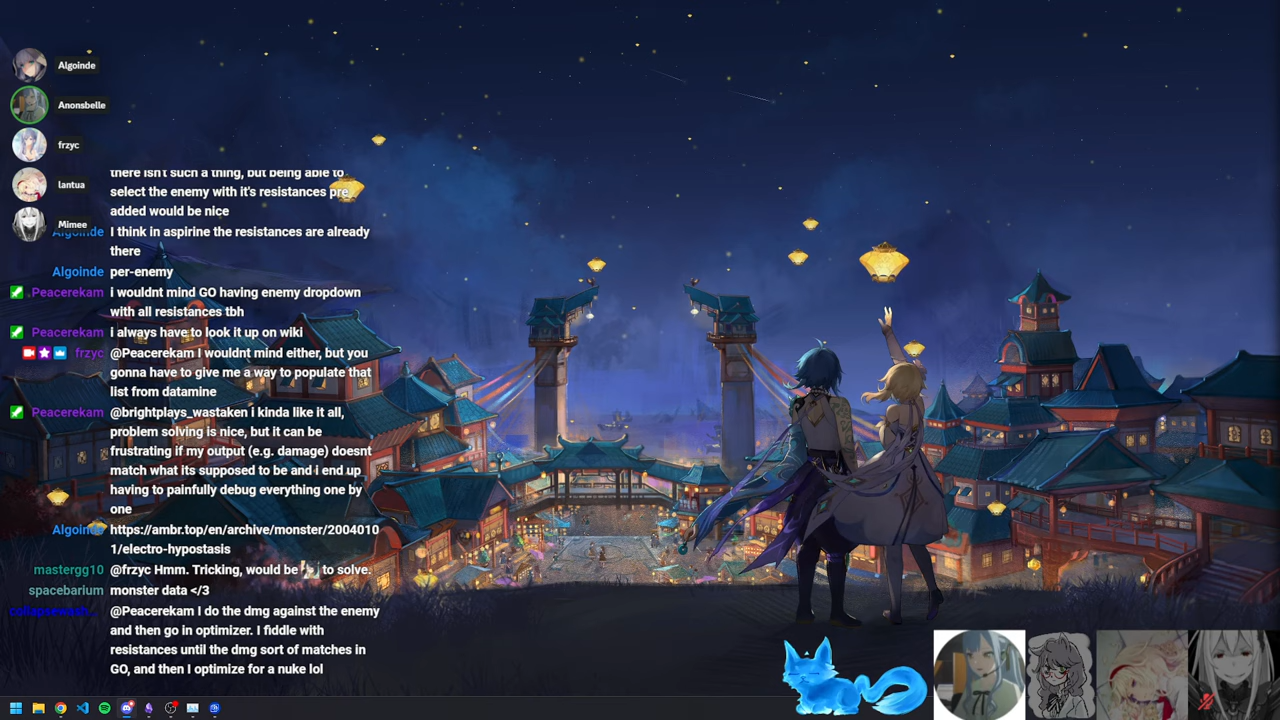 Algoinde
Anonsbelle
frzyc
lantua
Mimee
there isn't such a thing, but being able to
select the enemy with it's resistances pre
added would be nice
Algoinde I think in aspirine the resistances are already
there
Algoinde per-enemy
Peacerekam i wouldnt mind GO having enemy dropdown
with all resistances tbh
Peacerekam i always have to look it up on wiki
frzyc @Peacerekam I wouldnt mind either, but you
gonna have to give me a way to populate that
list from datamine
Peacerekam @brightplays_wastaken i kinda like it all,
problem solving is nice, but it can be
frustrating if my output (e.g. damage) doesnt
match what its supposed to be and i end up
having to painfully debug everything one by
one
Algoinde https://ambr.top/en/archive/monster/2004010
1/electro-hypostasis
mastergg10 @frzyc Hmm. Tricking, would be to solve.
spacebarium monster data </3
@Peacerekam I do the dmg against the enemy
and then go in optimizer. I fiddle with
resistances until the dmg sort of matches in
GO, and then I optimize for a nuke lol